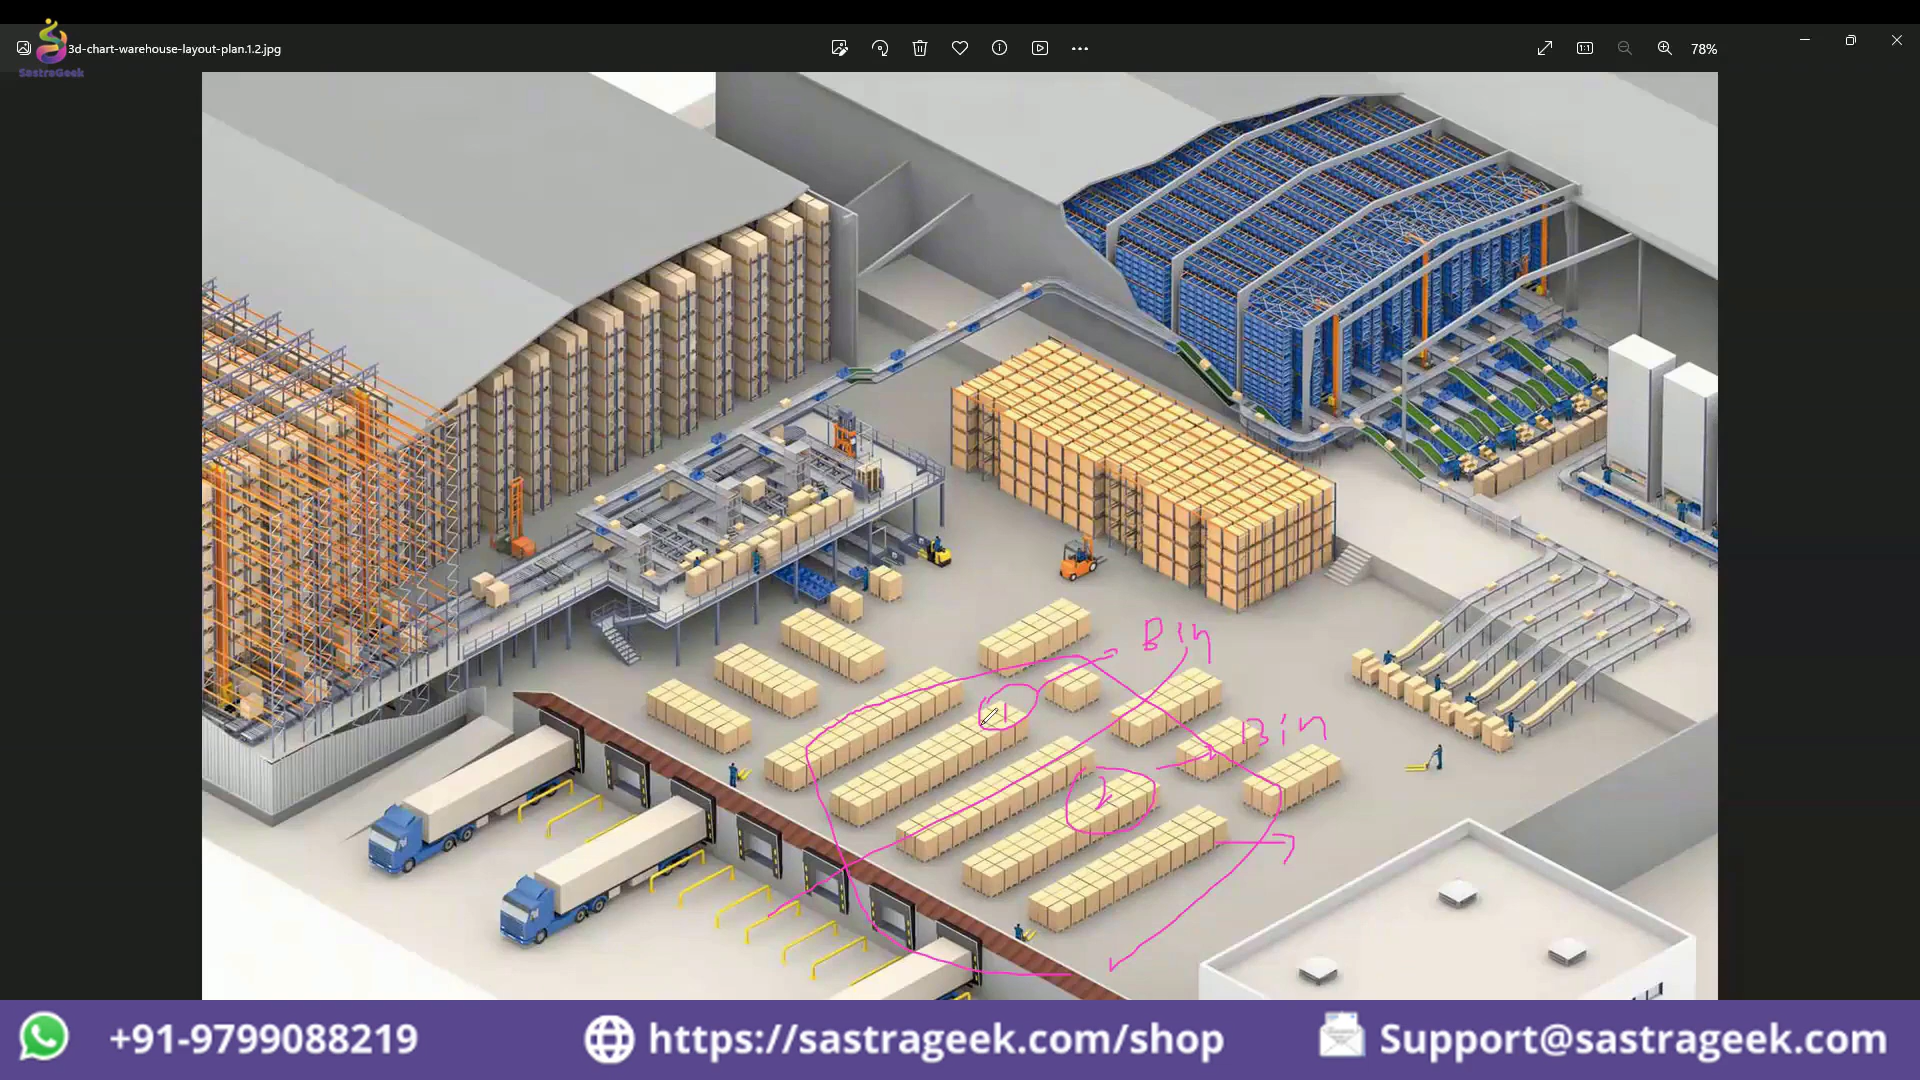 3d-chart-warehouse-layout-plan.1.2.jpg
78%
SastraGeek
Bin
1
Bin
2
+91-9799088219
https://sastrageek.com/shop
Support@sastrageek.com